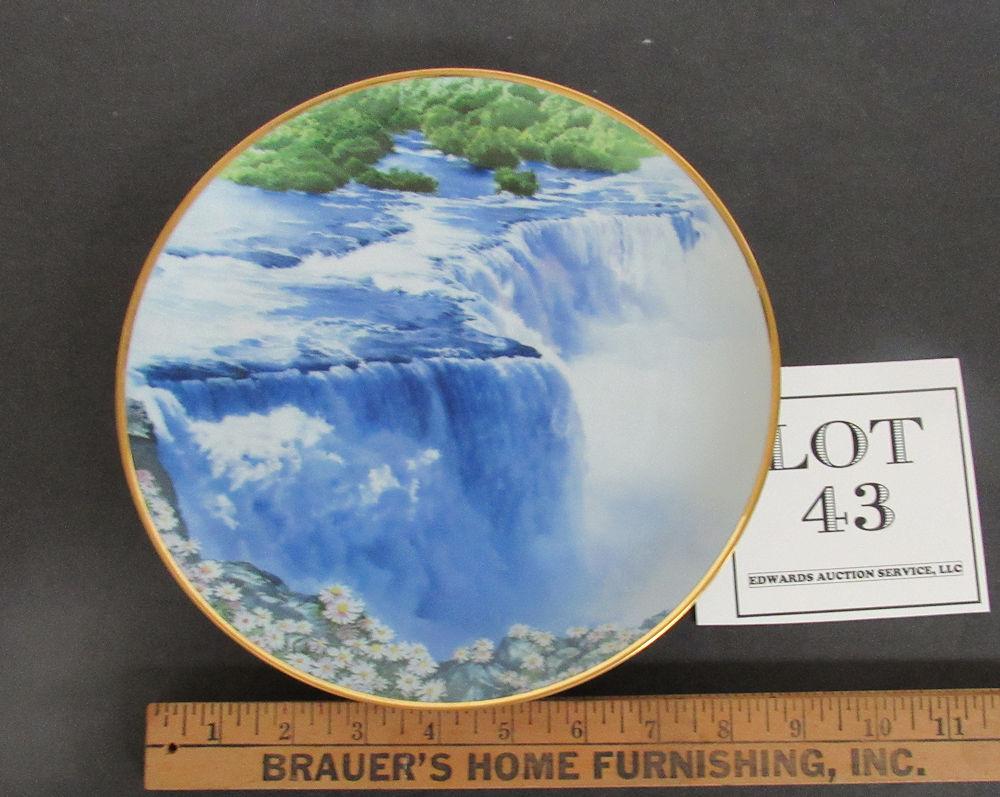 LOT
43
EDWARDS AUCTION SERVICE, LLC
1 2 3 4 5 6 7 8 9 10 11
BRAUER'S HOME FURNISHING, INC.